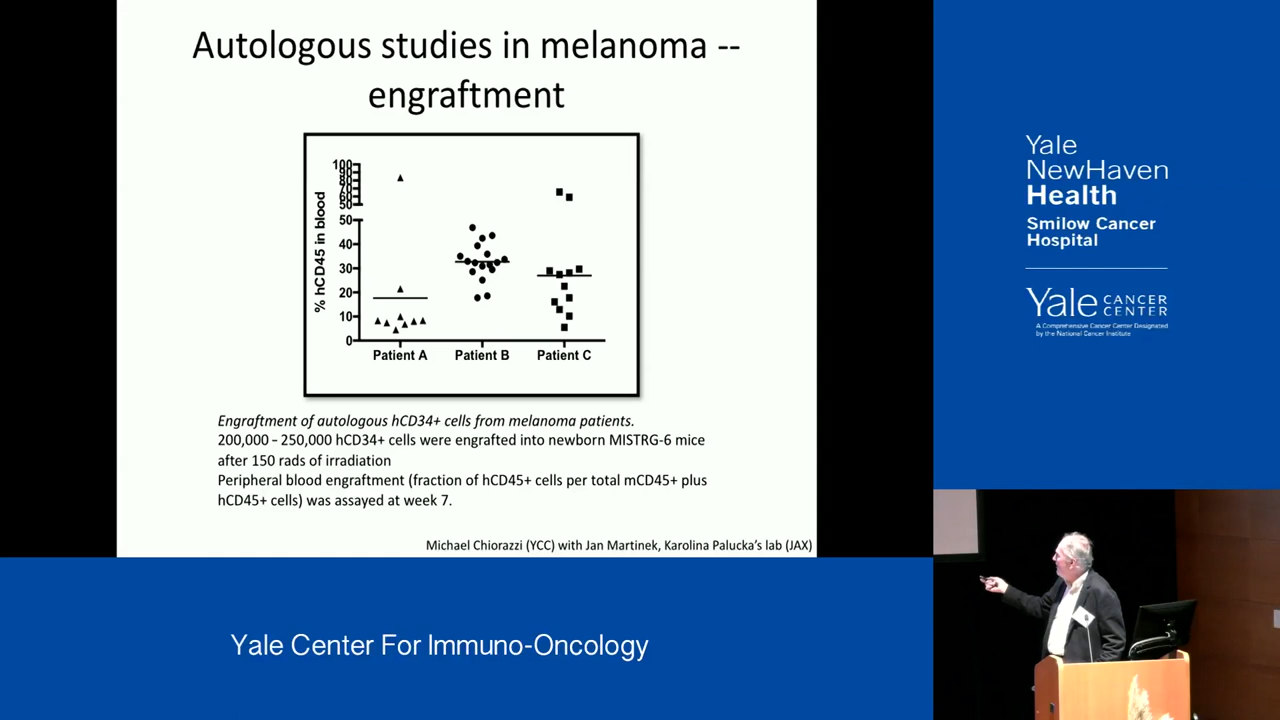 Autologous studies in melanoma --
engraftment
100
90
80
70
60
50
50
40
30
20
10
0
% hCD45 in blood
Patient A
Patient B
Patient C
Engraftment of autologous hCD34+ cells from melanoma patients.
200,000 – 250,000 hCD34+ cells were engrafted into newborn MISTRG-6 mice
after 150 rads of irradiation
Peripheral blood engraftment (fraction of hCD45+ cells per total mCD45+ plus
hCD45+ cells) was assayed at week 7.
Michael Chiorazzi (YCC) with Jan Martinek, Karolina Palucka's lab (JAX)
Yale Center For Immuno-Oncology
Yale
NewHaven
Health
Smilow Cancer
Hospital
Yale CANCER
CENTER
A Comprehensive Cancer Center Designated
by the National Cancer Institute